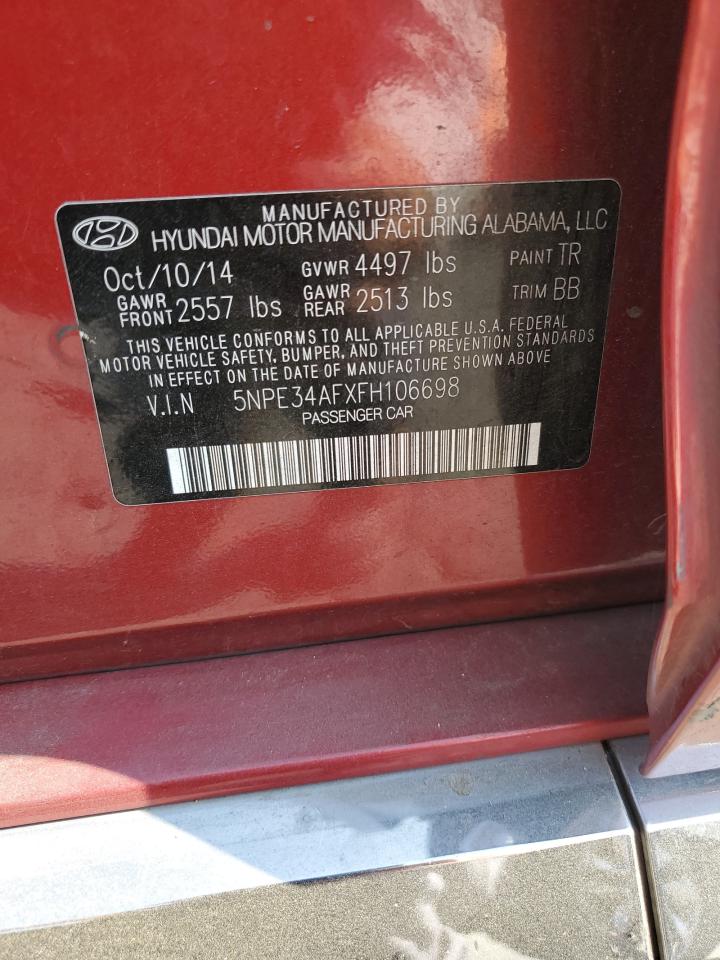 MANUFACTURED BY
HYUNDAI MOTOR MANUFACTURING ALABAMA, LLC
Oct/10/14 GVWR 4497 lbs PAINT TR
GAWR FRONT 2557 lbs GAWR REAR 2513 lbs TRIM BB
THIS VEHICLE CONFORMS TO ALL APPLICABLE U.S.A. FEDERAL
MOTOR VEHICLE SAFETY, BUMPER, AND THEFT PREVENTION STANDARDS
IN EFFECT ON THE DATE OF MANUFACTURE SHOWN ABOVE
V.I.N 5NPE34AFXFH106698
PASSENGER CAR